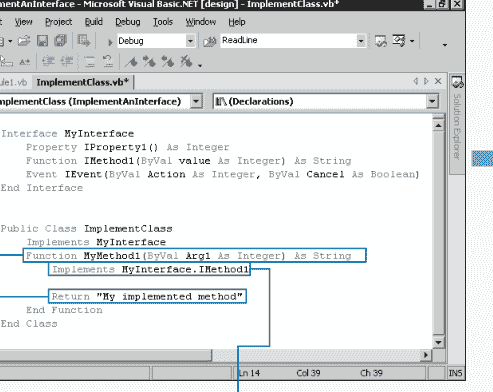 mentAnInterface - Microsoft Visual Basic.NET [design] - ImplementClass.vb*
View Project Build Debug Tools Window Help
Debug ReadLine
ule1.vb ImplementClass.vb*
mplementClass (ImplementAnInterface) (Declarations)
Solution Explorer
Interface MyInterface
Property IProperty1() As Integer
Function IMethod1(ByVal value As Integer) As String
Event IEvent(ByVal Action As Integer, ByVal Cancel As Boolean)
End Interface
Public Class ImplementClass
Implements MyInterface
Function MyMethod1(ByVal Arg1 As Integer) As String
Implements MyInterface.IMethod1
Return "My implemented method"
End Function
End Class
Ln 14 Col 39 Ch 39 INS